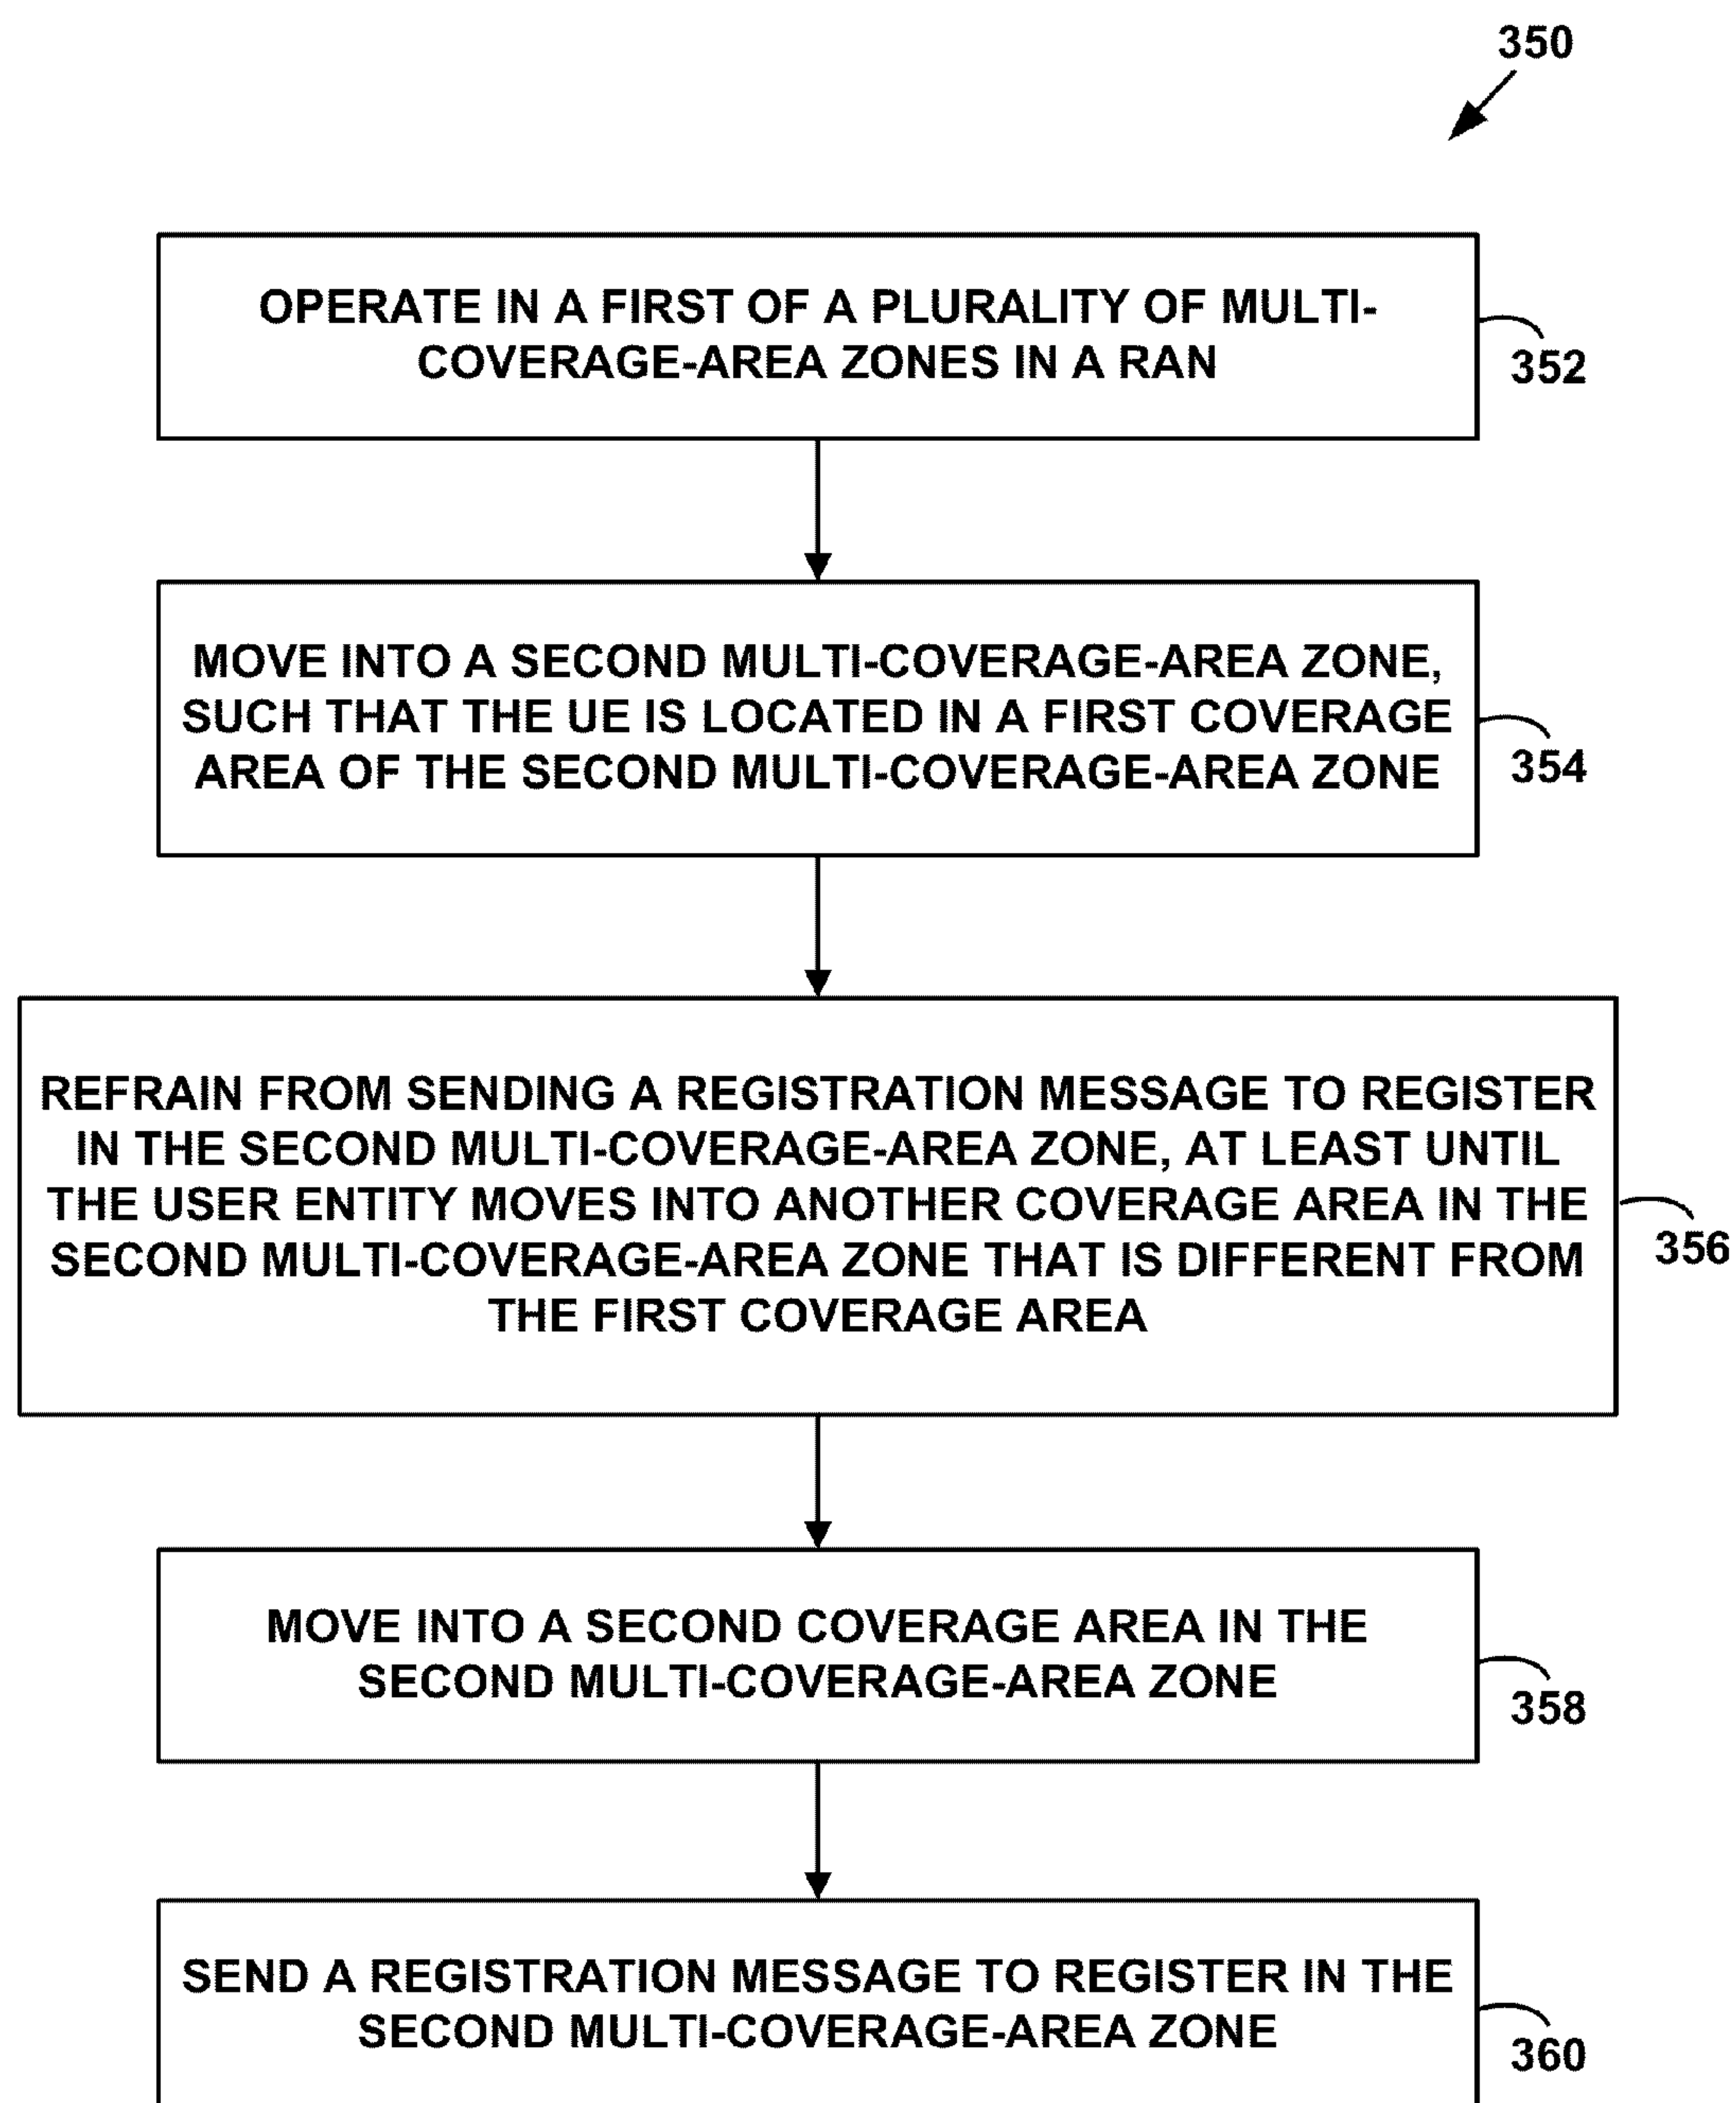 350
OPERATE IN A FIRST OF A PLURALITY OF MULTI-
COVERAGE-AREA ZONES IN A RAN
352
MOVE INTO A SECOND MULTI-COVERAGE-AREA ZONE,
SUCH THAT THE UE IS LOCATED IN A FIRST COVERAGE
AREA OF THE SECOND MULTI-COVERAGE-AREA ZONE
354
REFRAIN FROM SENDING A REGISTRATION MESSAGE TO REGISTER
IN THE SECOND MULTI-COVERAGE-AREA ZONE, AT LEAST UNTIL
THE USER ENTITY MOVES INTO ANOTHER COVERAGE AREA IN THE
SECOND MULTI-COVERAGE-AREA ZONE THAT IS DIFFERENT FROM
THE FIRST COVERAGE AREA
356
MOVE INTO A SECOND COVERAGE AREA IN THE
SECOND MULTI-COVERAGE-AREA ZONE
358
SEND A REGISTRATION MESSAGE TO REGISTER IN THE
SECOND MULTI-COVERAGE-AREA ZONE
360